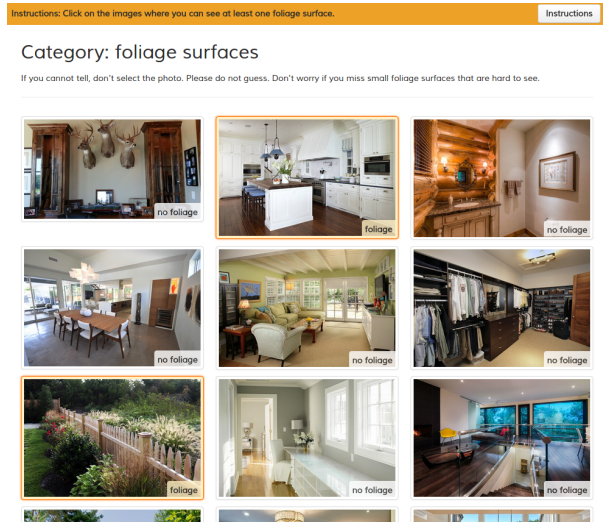 Instructions: Click on the images where you can see at least one foliage surface.
Instructions
Category: foliage surfaces
If you cannot tell, don't select the photo. Please do not guess. Don't worry if you miss small foliage surfaces that are hard to see.
no foliage
foliage
no foliage
no foliage
no foliage
no foliage
foliage
no foliage
no foliage